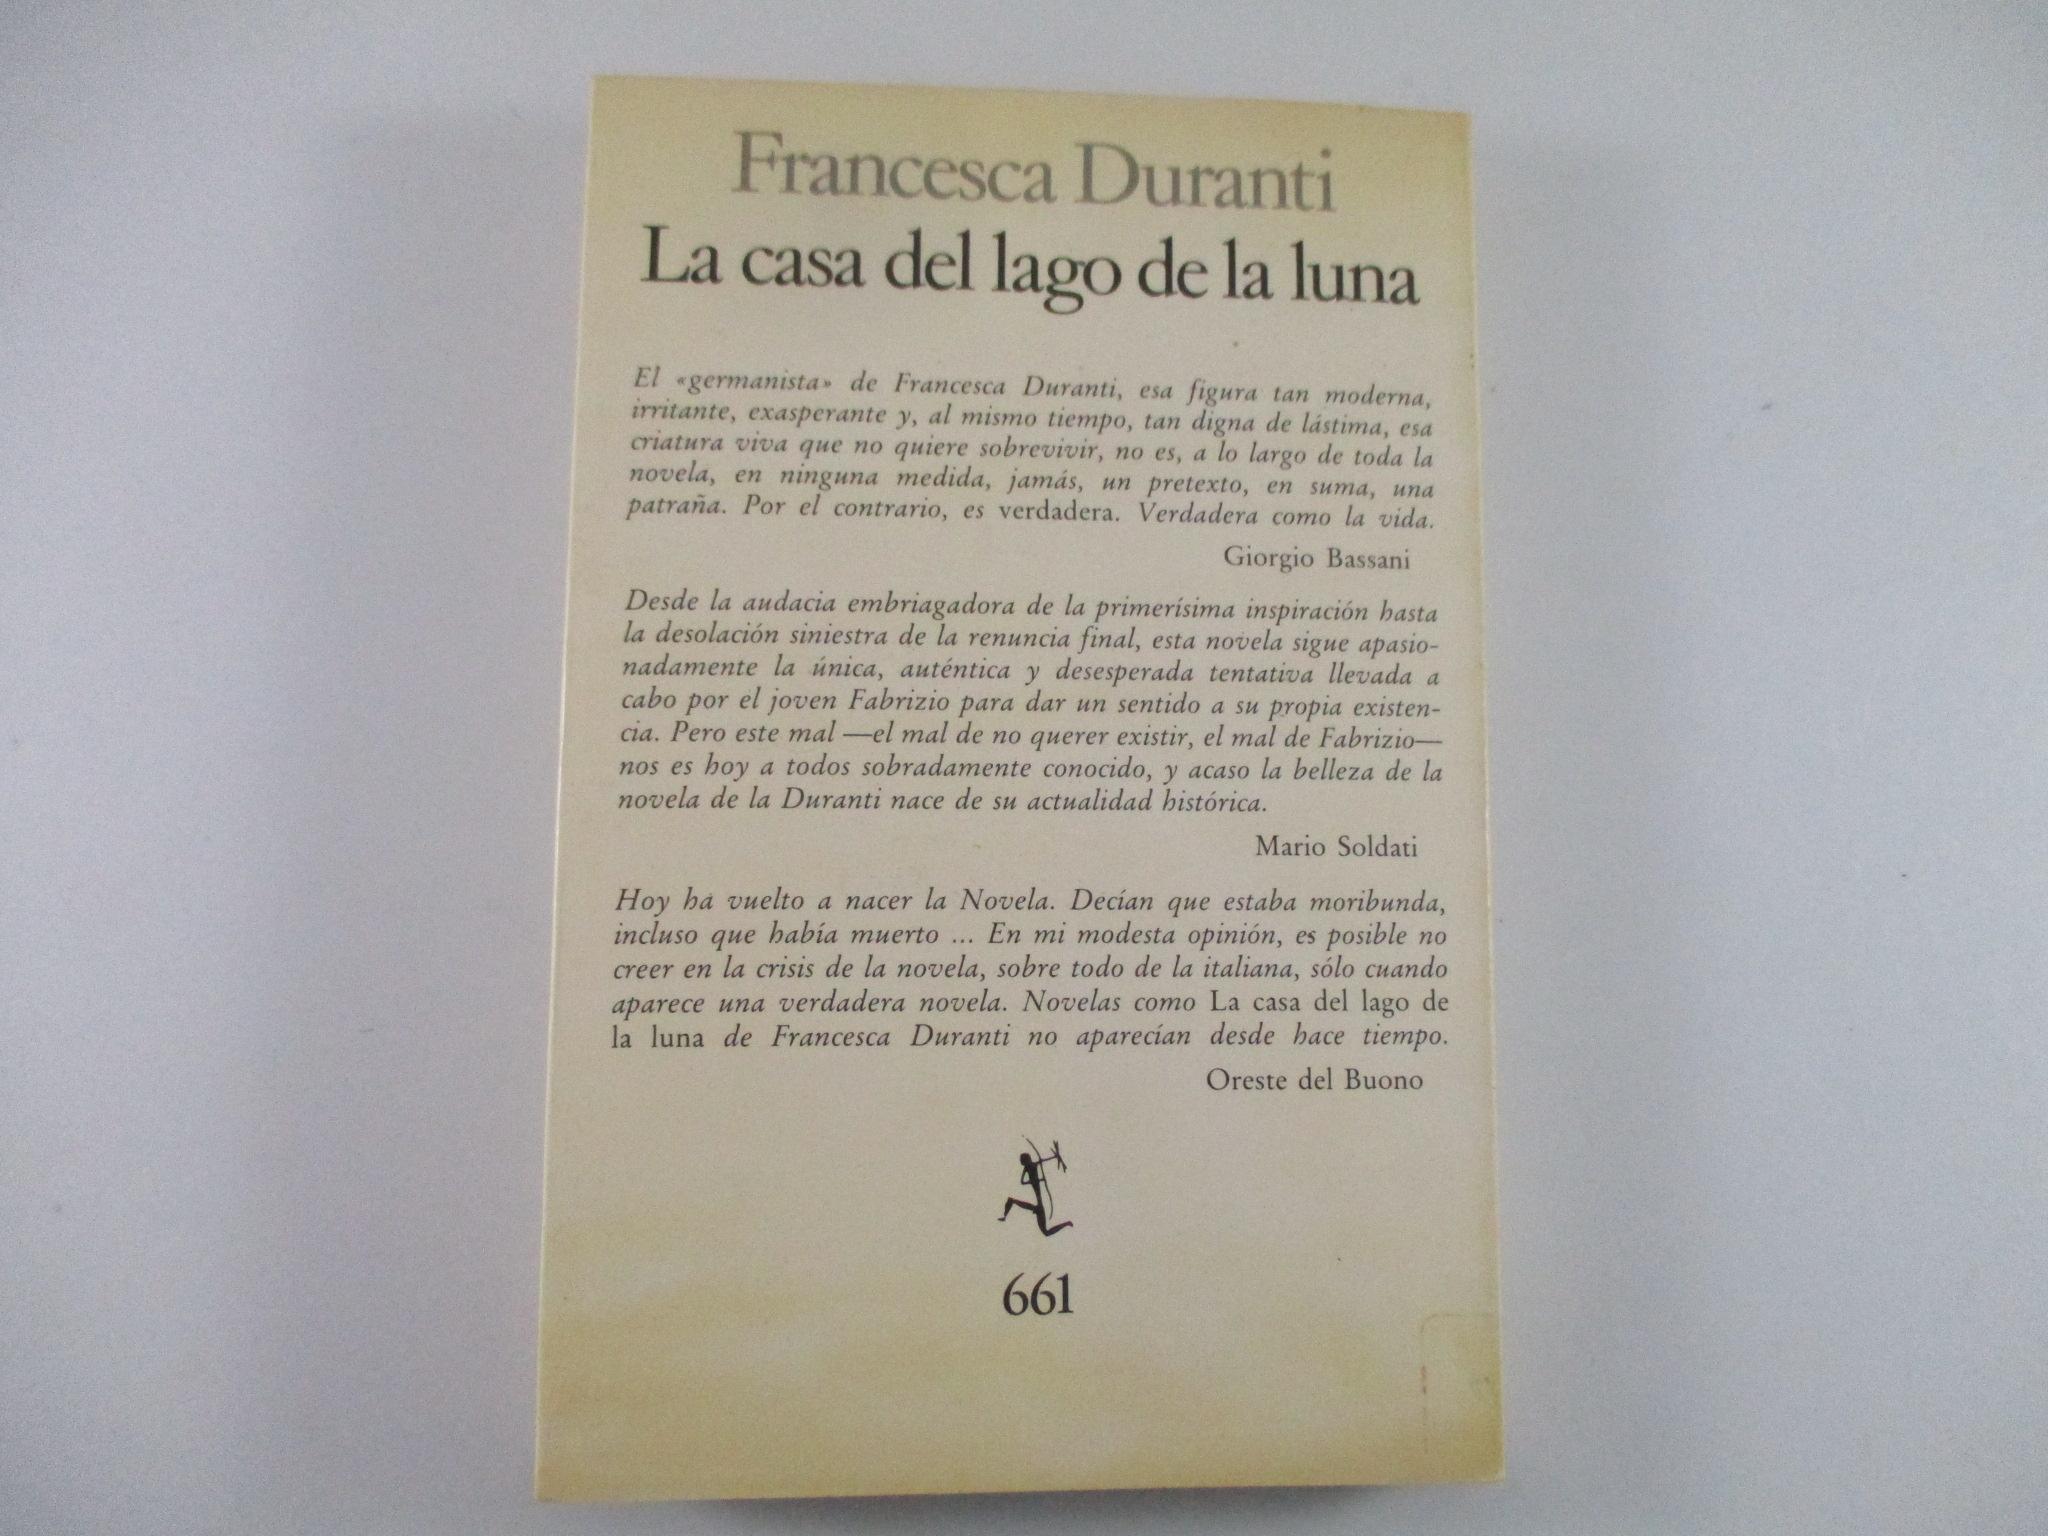 Francesca Duranti
La casa del lago de la luna
El «germanista» de Francesca Duranti, esa figura tan moderna,
irritante, exasperante y, al mismo tiempo, tan digna de lástima, esa
criatura viva que no quiere sobrevivir, no es, a lo largo de toda la
novela, en ninguna medida, jamás, un pretexto, en suma, una
patraña. Por el contrario, es verdadera. Verdadera como la vida.
Giorgio Bassani
Desde la audacia embriagadora de la primerísima inspiración hasta
la desolación siniestra de la renuncia final, esta novela sigue apasio-
nadamente la única, auténtica y desesperada tentativa llevada a
cabo por el joven Fabrizio para dar un sentido a su propia existen-
cia. Pero este mal —el mal de no querer existir, el mal de Fabrizio—
nos es hoy a todos sobradamente conocido, y acaso la belleza de la
novela de la Duranti nace de su actualidad histórica.
Mario Soldati
Hoy ha vuelto a nacer la Novela. Decían que estaba moribunda,
incluso que había muerto ... En mi modesta opinión, es posible no
creer en la crisis de la novela, sobre todo de la italiana, sólo cuando
aparece una verdadera novela. Novelas como La casa del lago de
la luna de Francesca Duranti no aparecían desde hace tiempo.
Oreste del Buono
661